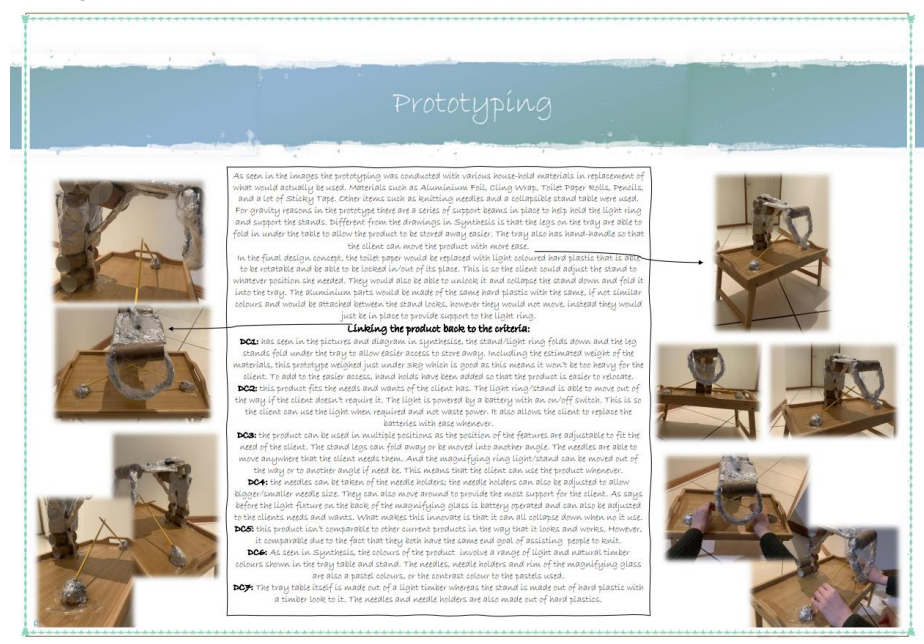 Prototyping
As seen in the images the prototyping was conducted with various house-hold materials in replacement of
what would actually be used. Materials such as Aluminium Foil, Cling Wrap, Toilet Paper Rolls, Pencils,
and a lot of Sticky Tape. Other items such as knitting needles and a collapsible stand table were used.
For gravity reasons in the prototype there are a series of support beams in place to help hold the light ring
and support the stands. Different from the drawings in Synthesis is that the legs on the tray are able to
fold in under the table to allow the product to be stored away easier. The tray also has hand-handle so that
the client can move the product with more ease.
In the final design concept, the toilet paper would be replaced with light coloured hard plastic that is able
to be rotatable and be able to be locked in/out of its place. This is so the client could adjust the stand to
whatever position she needed. They would also be able to unlock it and collapse the stand down and fold it
into the tray. The aluminium parts would be made of the same hard plastic with the same, if not similar
colours and would be attached between the stand locks, however they would not move, instead they would
just be in place to provide support to the light ring.
Linking the product back to the criteria:
DC1: has seen in the pictures and diagram in synthesise, the stand/light ring folds down and the leg
stands fold under the tray to allow easier access to store away. Including the estimated weight of the
materials, this prototype weighed just under 3kg which is good as this means it won't be too heavy for the
client. To add to the easier access, hand holds have been added so that the product is easier to relocate.
DC2: this product fits the needs and wants of the client has. The light ring/stand is able to move out of
the way if the client doesn't require it. The light is powered by a battery with an on/off switch. This is so
the client can use the light when required and not waste power. It also allows the client to replace the
batteries with ease whenever.
DC3: the product can be used in multiple positions as the position of the features are adjustable to fit the
need of the client. The stand legs can fold away or be moved into another angle. The needles are able to
move anywhere that the client needs them. And the magnifying ring light/stand can be moved out of
the way or to another angle if need be. This means that the client can use the product whenever.
DC4: the needles can be taken of the needle holders; the needle holders can also be adjusted to allow
bigger/smaller needle size. They can also move around to provide the most support for the client. As says
before the light fixture on the back of the magnifying glass is battery operated and can also be adjusted
to the clients needs and wants. What makes this innovate is that it can all collapse down when no it use.
DC5: this product isn't comparable to other current products in the way that it looks and works. However,
it comparable due to the fact that they both have the same end goal of assisting people to knit.
DC6: As seen in Synthesis, the colours of the product involve a range of light and natural timber
colours shown in the tray table and stand. The needles, needle holders and rim of the magnifying glass
are also a pastel colours, or the contrast colour to the pastels used.
DC7: The tray table itself is made out of a light timber whereas the stand is made out of hard plastic with
a timber look to it. The needles and needle holders are also made out of hard plastics.